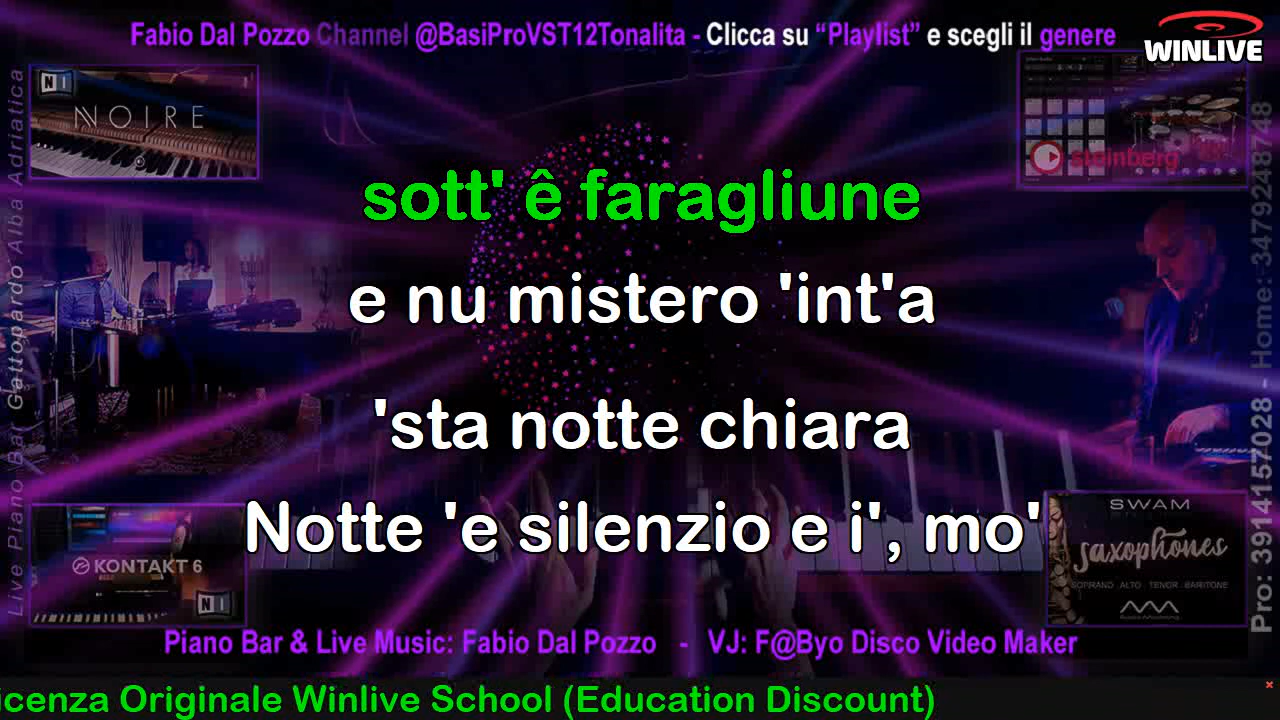 Fabio Dal Pozzo Channel @BasiProVST12Tonalita - Clicca su “Playlist” e scegli il genere
WINLIVE
NI
NOIRE
steinberg
Live Piano Bar Gattopardo Alba Adriatica
Pro: 3914157028 - Home: 3479248748
sott' ê faragliune
e nu mistero 'int'a
'sta notte chiara
Notte 'e silenzio e i', mo'
KONTAKT 6
NI
SWAM
saxophones
SOPRANO . ALTO . TENOR . BARITONE
Piano Bar & Live Music: Fabio Dal Pozzo - VJ: F@Byo Disco Video Maker
icenza Originale Winlive School (Education Discount)